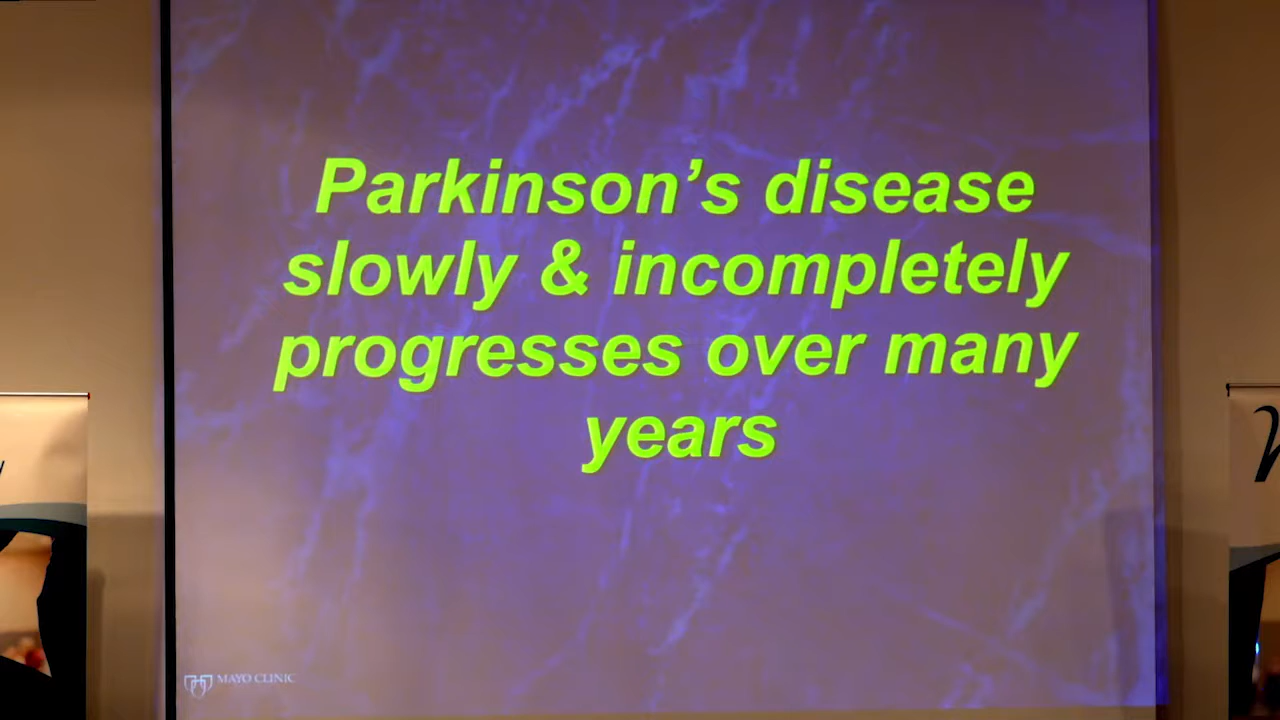 Parkinson’s disease
slowly & incompletely
progresses over many
years
MAYO CLINIC